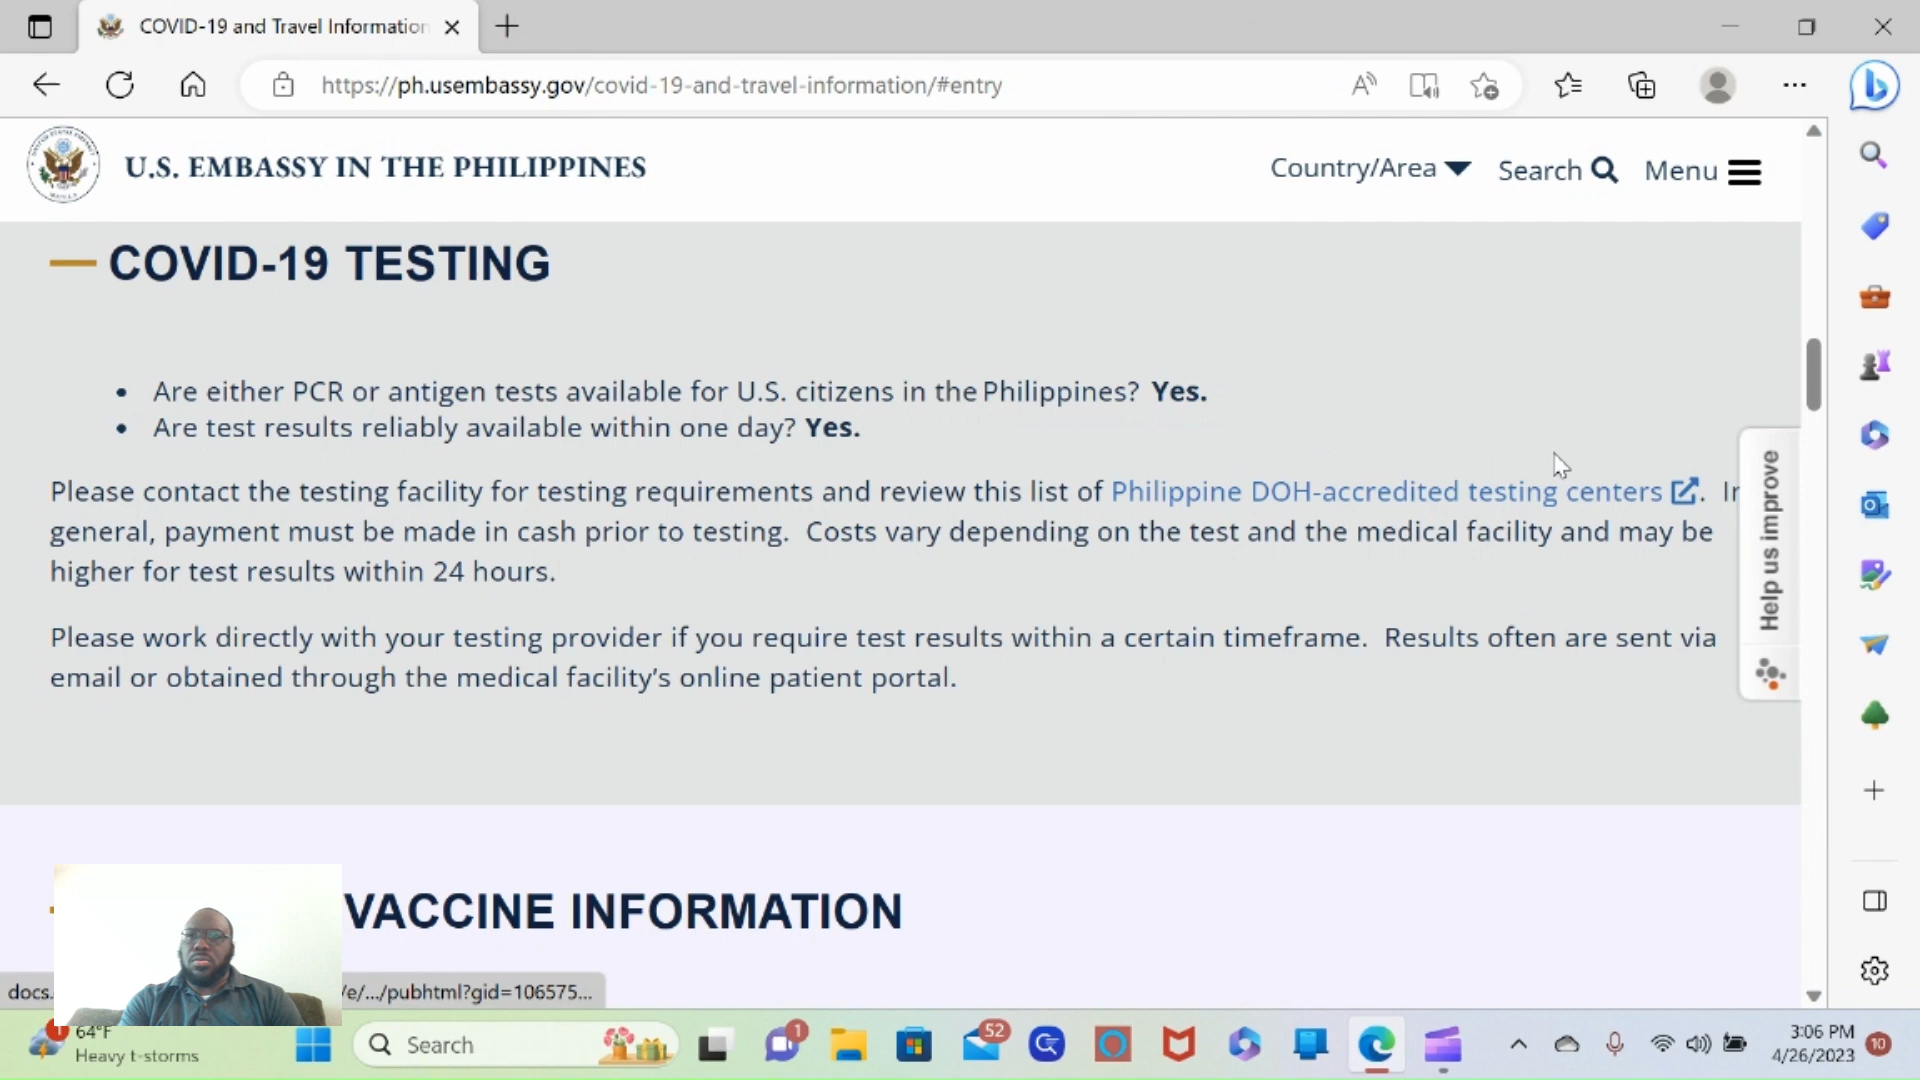 COVID-19 and Travel Information
https://ph.usembassy.gov/covid-19-and-travel-information/#entry
U.S. EMBASSY IN THE PHILIPPINES
Country/Area Search Menu
COVID-19 TESTING
• Are either PCR or antigen tests available for U.S. citizens in the Philippines? Yes.
• Are test results reliably available within one day? Yes.
Please contact the testing facility for testing requirements and review this list of Philippine DOH-accredited testing centers. In
general, payment must be made in cash prior to testing. Costs vary depending on the test and the medical facility and may be
higher for test results within 24 hours.
Please work directly with your testing provider if you require test results within a certain timeframe. Results often are sent via
email or obtained through the medical facility's online patient portal.
Help us improve
VACCINE INFORMATION
docs. /e/.../pubhtml?gid=106575...
1
64°F
Heavy t-storms
Search
1
52
3:06 PM
4/26/2023
10